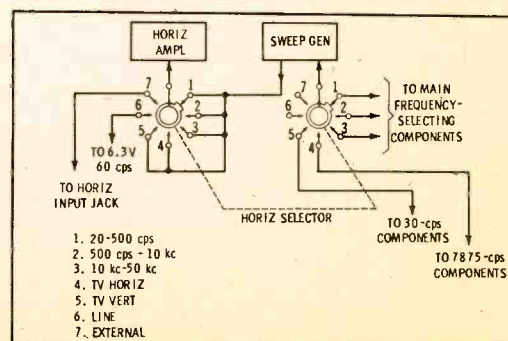 HORIZ
AMPL
SWEEP GEN
7
1
6
2
5
3
4
7
1
6
2
5
3
4
TO MAIN
FREQUENCY-
SELECTING
COMPONENTS
TO 6.3V
60 cps
TO HORIZ
INPUT JACK
HORIZ SELECTOR
TO 30-cps
COMPONENTS
TO 7875-cps
COMPONENTS
1. 20-500 cps
2. 500 cps - 10 kc
3. 10 kc-50 kc
4. TV HORIZ
5. TV VERT
6. LINE
7. EXTERNAL